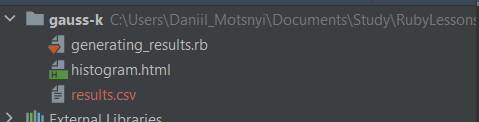 gauss-k C:\Users\Daniil_Motsnyi\Documents\Study\RubyLessons
generating_results.rb
H
histogram.html
results.csv
External Libraries